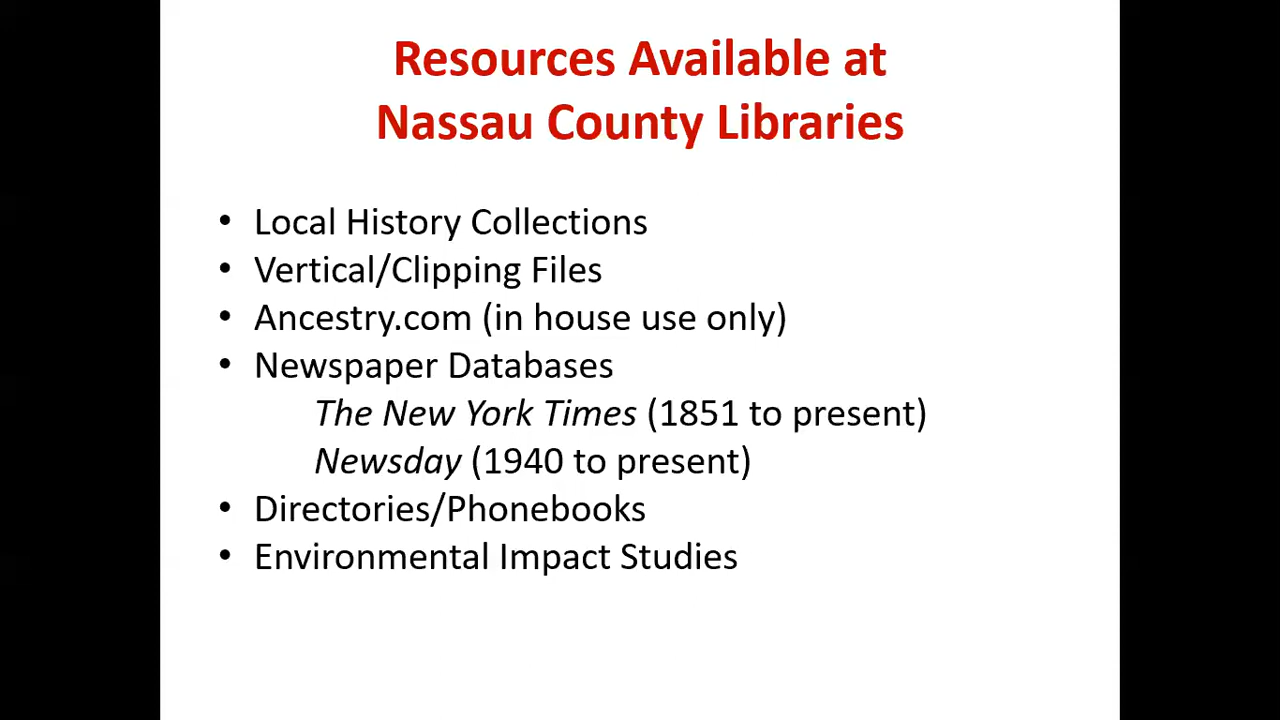 Resources Available at
Nassau County Libraries
• Local History Collections
• Vertical/Clipping Files
• Ancestry.com (in house use only)
• Newspaper Databases
The New York Times (1851 to present)
Newsday (1940 to present)
• Directories/Phonebooks
• Environmental Impact Studies